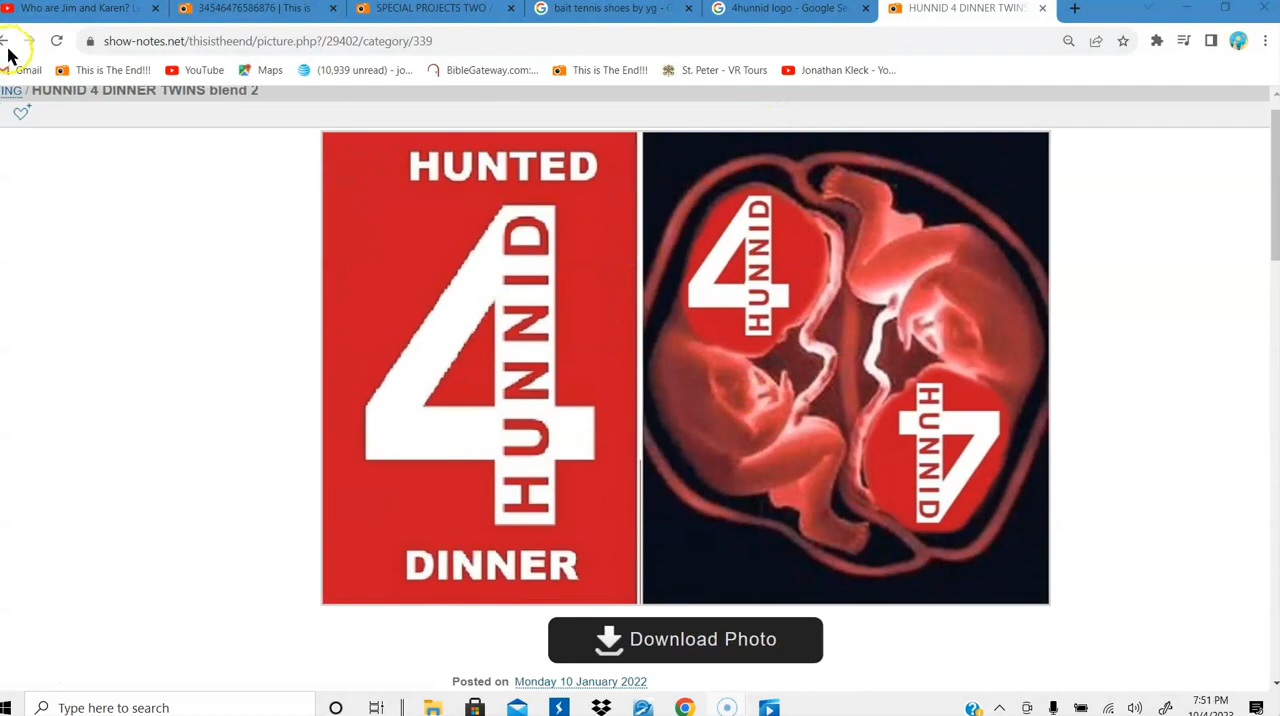 Who are Jim and Karen? L
34546476586876 | This is
SPECIAL PROJECTS TWO /
bait tennis shoes by yg - G
4hunnid logo - Google Se
HUNNID 4 DINNER TWINS
show-notes.net/thisistheend/picture.php?/29402/category/339
Gmail
This is The End!!!
YouTube
Maps
(10,939 unread) - jo...
BibleGateway.com:...
This is The End!!!
St. Peter - VR Tours
Jonathan Kleck - Yo...
ING / HUNNID 4 DINNER TWINS blend 2
HUNTED
4
HUNNID
DINNER
4
HUNNID
4
HUNNID
Download Photo
Posted on Monday 10 January 2022
Type here to search
7:51 PM